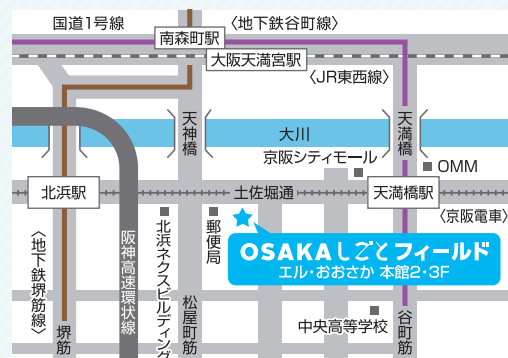 国道1号線
〈地下鉄谷町線〉
南森町駅
大阪天満宮駅
〈JR東西線〉
天神橋
大川
天満橋
京阪シティモール
OMM
北浜駅
土佐堀通
天満橋駅
〈京阪電車〉
〈地下鉄堺筋線〉
阪神高速環状線
北浜ネクスビルディング
郵便局
OSAKAしごとフィールド
エル・おおさか 本館2・3F
中央高等学校
堺筋
松屋町筋
谷町筋